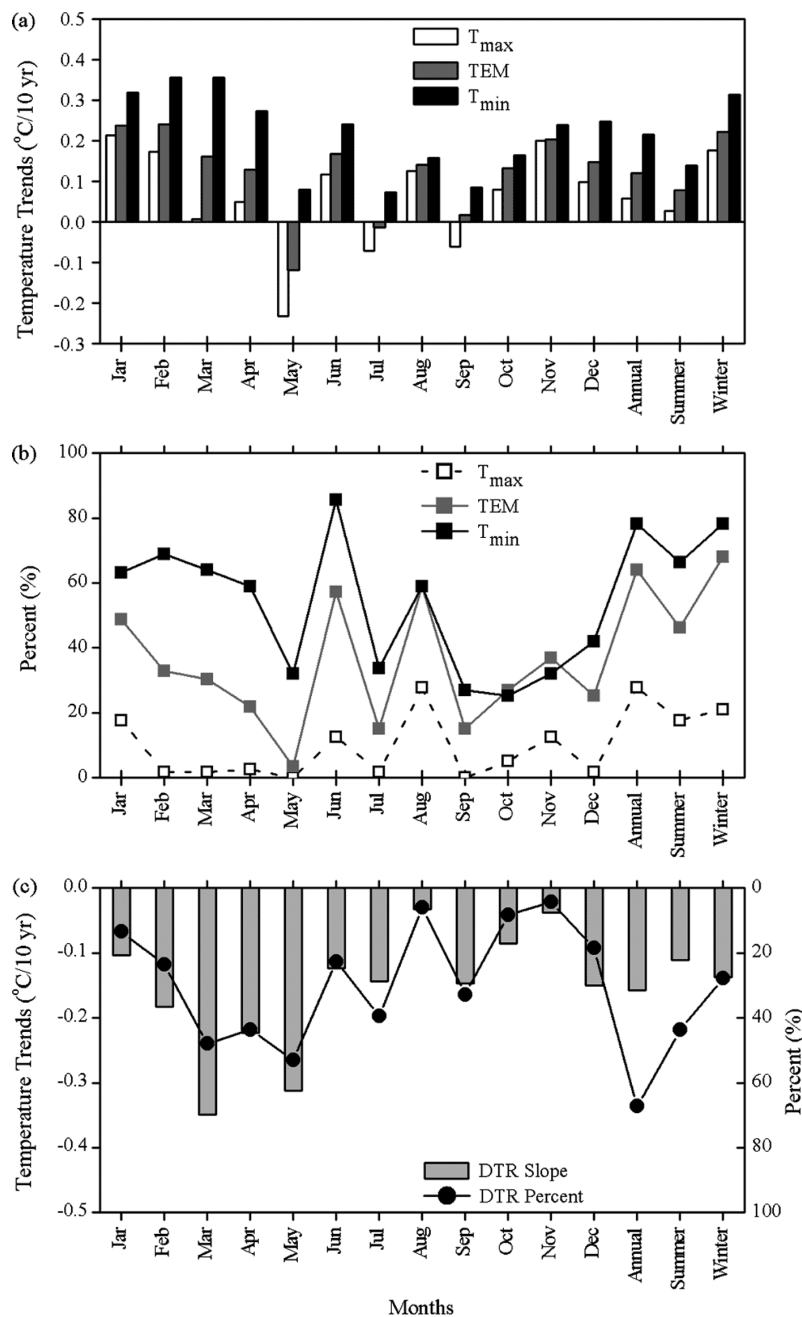 (a)
Temperature Trends (°C/10 yr)
0.5
0.4
0.3
0.2
0.1
0.0
-0.1
-0.2
-0.3
Tmax
TEM
Tmin
Jar
Feb
Mar
Apr
May
Jun
Jul
Aug
Sep
Oct
Nov
Dec
Annual
Summer
Winter
(b)
Percent (%)
100
80
60
40
20
0
Tmax
TEM
Tmin
Jar
Feb
Mar
Apr
May
Jun
Jul
Aug
Sep
Oct
Nov
Dec
Annual
Summer
Winter
(c)
Temperature Trends (°C/10 yr)
0.0
-0.1
-0.2
-0.3
-0.4
-0.5
DTR Slope
DTR Percent
0
20
40
60
80
100
Percent (%)
Jar
Feb
Mar
Apr
May
Jun
Jul
Aug
Sep
Oct
Nov
Dec
Annual
Summer
Winter
Months